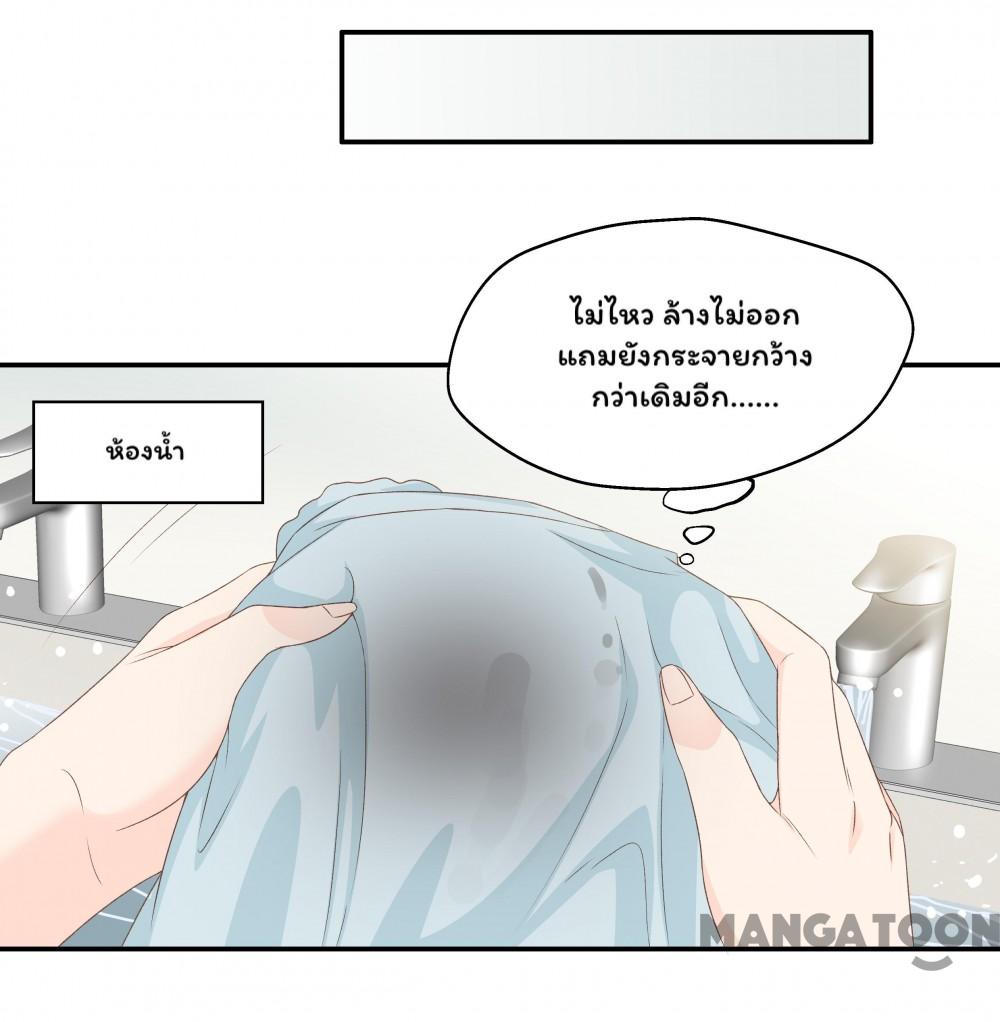 ไม่ไหว ล้างไม่ออก
แถมยังกระจายกว้าง
กว่าเดิมอีก......
ห้องน้ำ
MANGATOON